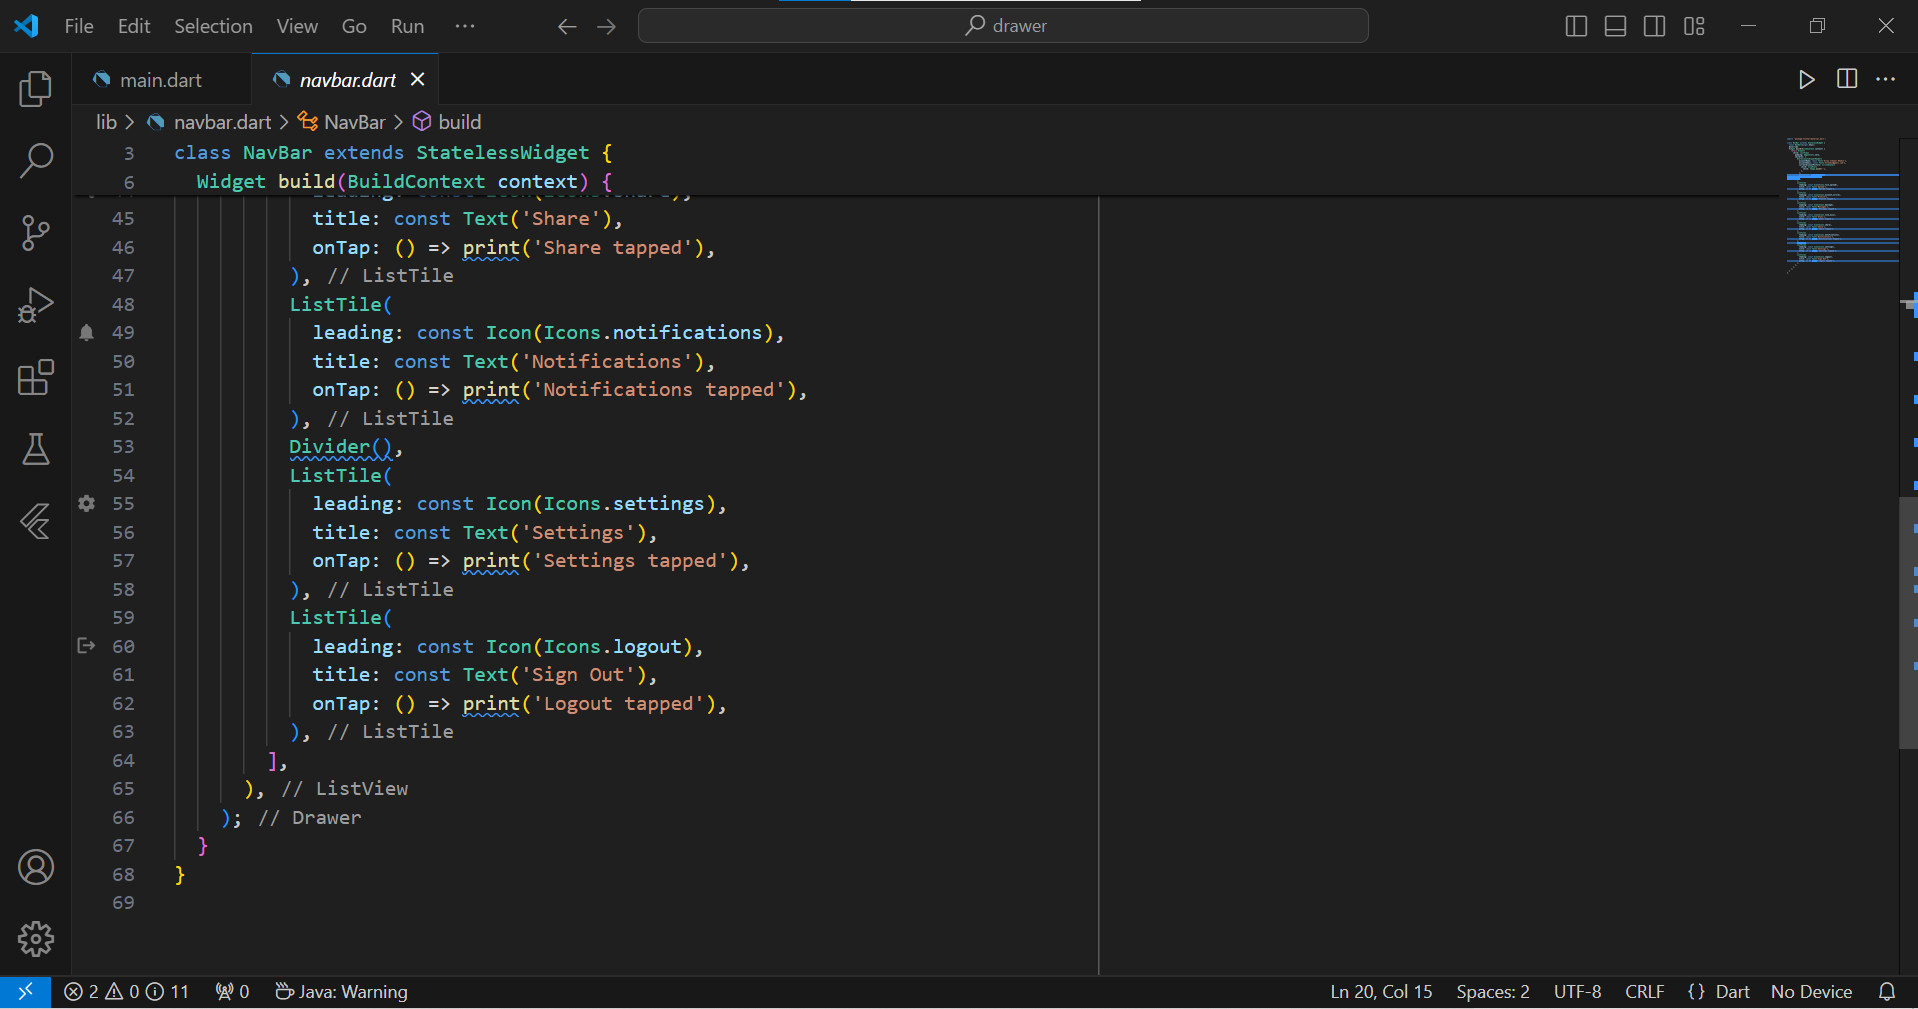 File Edit Selection View Go Run ··· drawer
main.dart navbar.dart
lib > navbar.dart > NavBar > build
3 class NavBar extends StatelessWidget {
6 Widget build(BuildContext context) {
45 title: const Text('Share'),
46 onTap: () => print('Share tapped'),
47 ), // ListTile
48 ListTile(
49 leading: const Icon(Icons.notifications),
50 title: const Text('Notifications'),
51 onTap: () => print('Notifications tapped'),
52 ), // ListTile
53 Divider(),
54 ListTile(
55 leading: const Icon(Icons.settings),
56 title: const Text('Settings'),
57 onTap: () => print('Settings tapped'),
58 ), // ListTile
59 ListTile(
60 leading: const Icon(Icons.logout),
61 title: const Text('Sign Out'),
62 onTap: () => print('Logout tapped'),
63 ), // ListTile
64 ],
65 ), // ListView
66 ); // Drawer
67 }
68 }
69
2 0 11 0 Java: Warning Ln 20, Col 15 Spaces: 2 UTF-8 CRLF {} Dart No Device